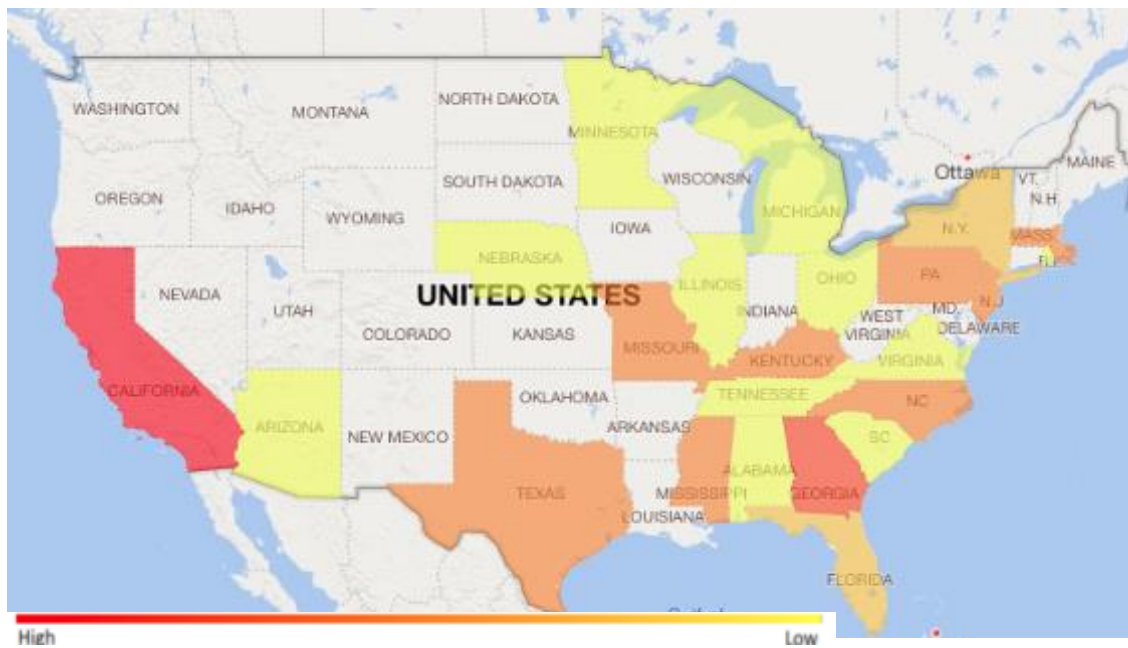 WASHINGTON
MONTANA
NORTH DAKOTA
MINNESOTA
MAINE
Ottawa
VT.
N.H.
OREGON
IDAHO
WYOMING
SOUTH DAKOTA
WISCONSIN
MICHIGAN
N.Y.
MASS
IOWA
NEBRASKA
NEVADA
UTAH
UNITED STATES
ILLINOIS
INDIANA
OHIO
PA
N.J
MD.
DELAWARE
COLORADO
KANSAS
MISSOURI
KENTUCKY
WEST
VIRGINIA
VIRGINIA
CALIFORNIA
ARIZONA
NEW MEXICO
OKLAHOMA
ARKANSAS
TENNESSEE
NC
SC
TEXAS
LOUISIANA
MISSISSIPPI
ALABAMA
GEORGIA
FLORIDA
High
Low